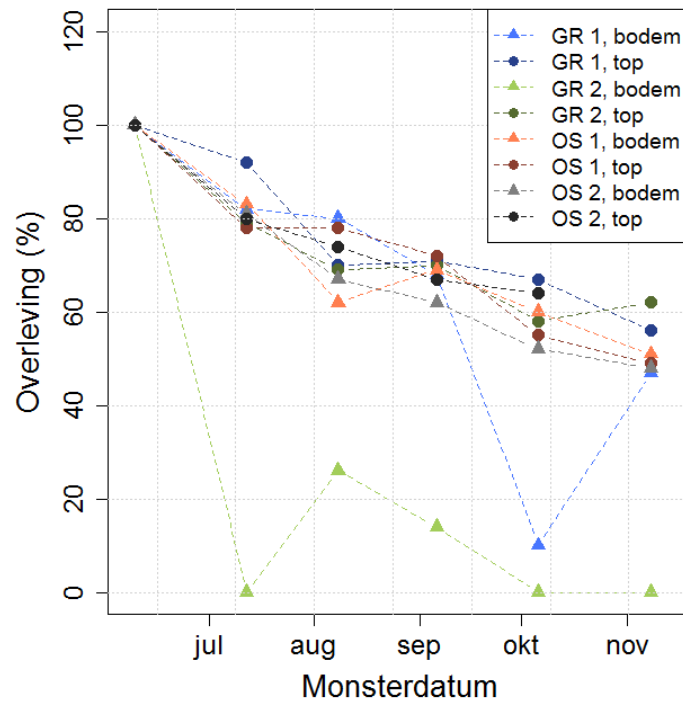 GR 1, bodem
GR 1, top
GR 2, bodem
GR 2, top
OS 1, bodem
OS 1, top
OS 2, bodem
OS 2, top
120
100
80
60
40
20
0
Overleving (%)
jul aug sep okt nov
Monsterdatum